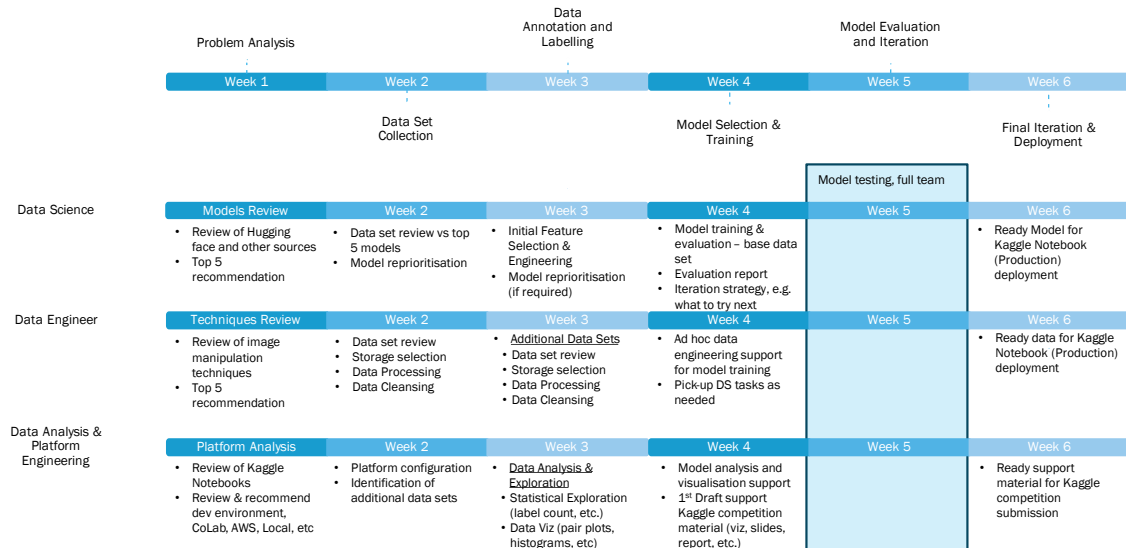 Problem Analysis
Data
Annotation and
Labelling
Model Evaluation
and Iteration
Week 1
Week 2
Week 3
Week 4
Week 5
Week 6
Data Set
Collection
Model Selection &
Training
Final Iteration &
Deployment
Model testing, full team
Data Science
Models Review
Week 2
Week 3
Week 4
Week 5
Week 6
• Review of Hugging
face and other sources
• Top 5
recommendation
• Data set review vs top
5 models
• Model reprioritisation
• Initial Feature
Selection &
Engineering
• Model reprioritisation
(if required)
• Model training &
evaluation – base data
set
• Evaluation report
• Iteration strategy, e.g.
what to try next
• Ready Model for
Kaggle Notebook
(Production)
deployment
Data Engineer
Techniques Review
Week 2
Week 3
Week 4
Week 5
Week 6
• Review of image
manipulation
techniques
• Top 5
recommendation
• Data set review
• Storage selection
• Data Processing
• Data Cleansing
• Additional Data Sets
• Data set review
• Storage selection
• Data Processing
• Data Cleansing
• Ad hoc data
engineering support
for model training
• Pick-up DS tasks as
needed
• Ready data for Kaggle
Notebook (Production)
deployment
Data Analysis &
Platform
Engineering
Platform Analysis
Week 2
Week 3
Week 4
Week 5
Week 6
• Review of Kaggle
Notebooks
• Review & recommend
dev environment,
CoLab, AWS, Local, etc
• Platform configuration
• Identification of
additional data sets
• Data Analysis &
Exploration
• Statistical Exploration
(label count, etc.)
• Data Viz (pair plots,
histograms, etc)
• Model analysis and
visualisation support
• 1st Draft support
Kaggle competition
material (viz, slides,
report, etc.)
• Ready support
material for Kaggle
competition
submission